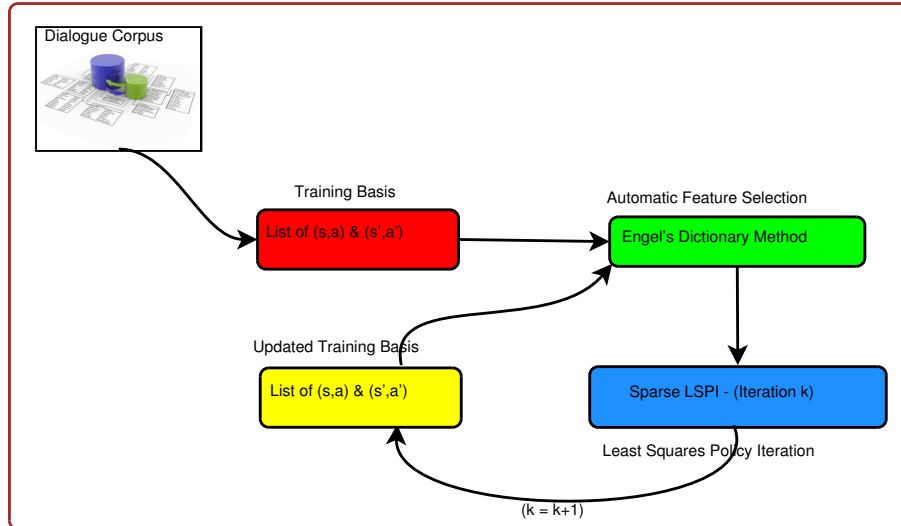 Dialogue Corpus
Training Basis
List of (s,a) & (s',a')
Automatic Feature Selection
Engel's Dictionary Method
Updated Training Basis
List of (s,a) & (s',a')
Sparse LSPI - (Iteration k)
Least Squares Policy Iteration
(k = k+1)